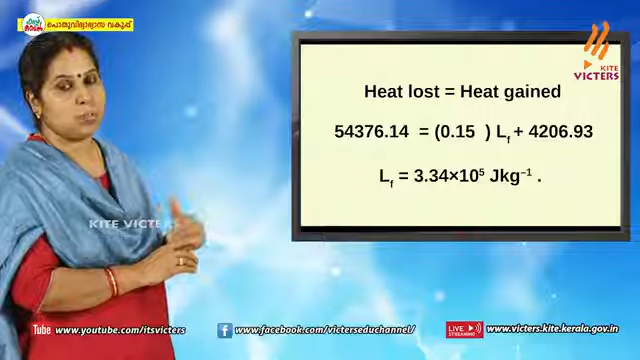 പൊതുവിദ്യാഭ്യാസ വകുപ്പ്
KITE
VICTERS
Heat lost = Heat gained
54376.14 = (0.15 ) Lf + 4206.93
Lf = 3.34×10⁵ Jkg⁻¹ .
KITE VICTERS
Tube www.youtube.com/itsvicters
f www.facebook.com/victerseduchannel/
LIVE STREAMING www.victers.kite.kerala.gov.in